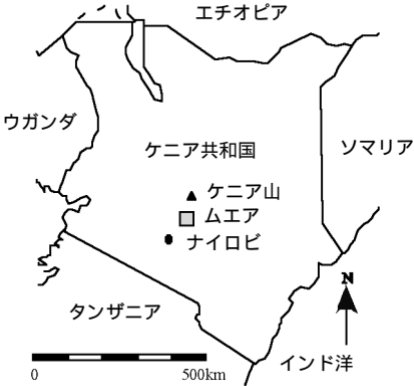 エチオピア
ウガンダ
ケニア共和国
ソマリア
ケニア山
ムエア
ナイロビ
タンザニア
N
インド洋
0
500km